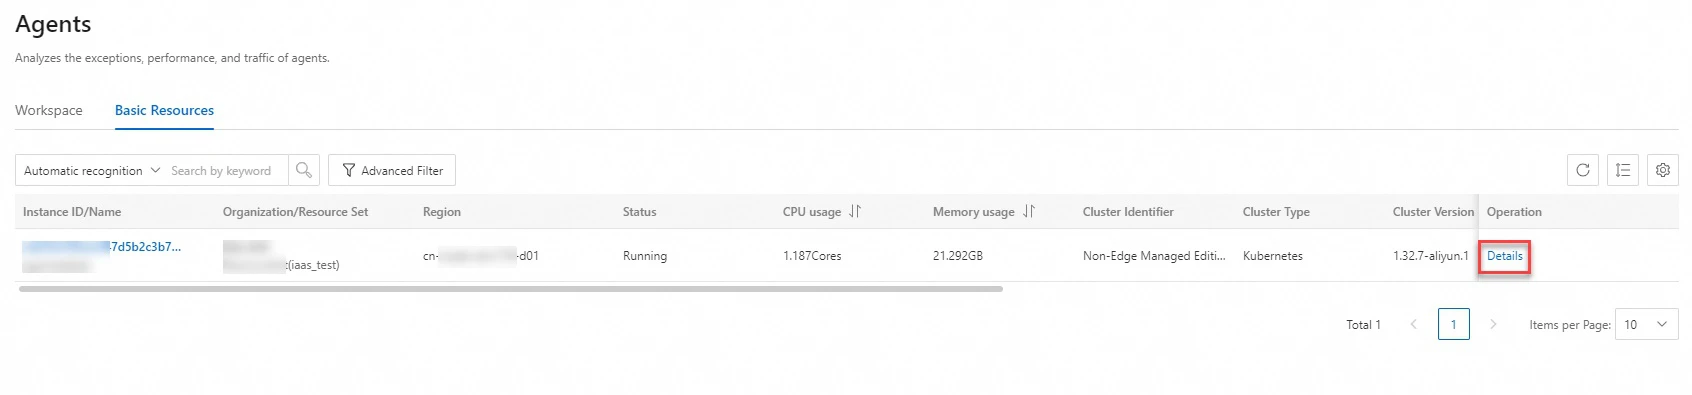 Agents
Analyzes the exceptions, performance, and traffic of agents.
Workspace Basic Resources
Automatic recognition Search by keyword Advanced Filter
Instance ID/Name Organization/Resource Set Region Status CPU usage Memory usage Cluster Identifier Cluster Type Cluster Version Operation
7d5b2c3b7... cn- -d01 Running 1.187Cores 21.292GB Non-Edge Managed Editi... Kubernetes 1.32.7-aliyun.1 Details
:(iaas_test)
Total 1 1 Items per Page: 10